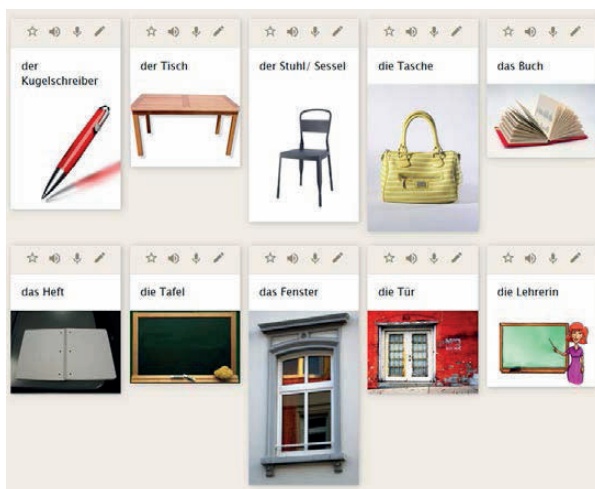 der
Kugelschreiber
der Tisch
der Stuhl/ Sessel
die Tasche
das Buch
das Heft
die Tafel
das Fenster
die Tür
die Lehrerin